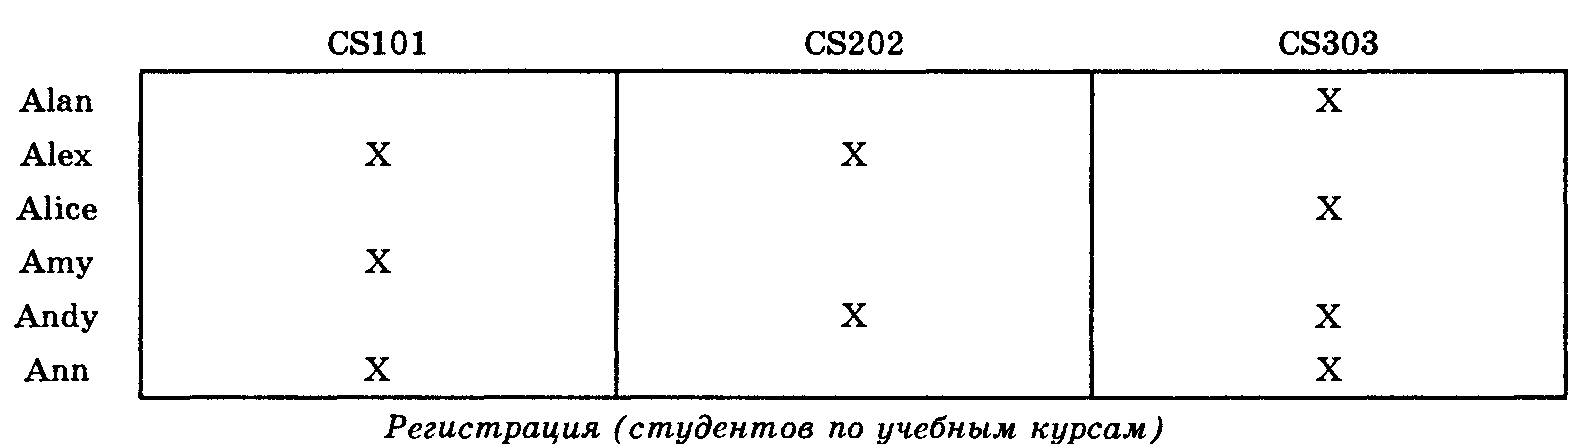 CS101 CS202 CS303
Alan X
Alex X X
Alice X
Amy X
Andy X X
Ann X X
Регистрация (студентов по учебным курсам)